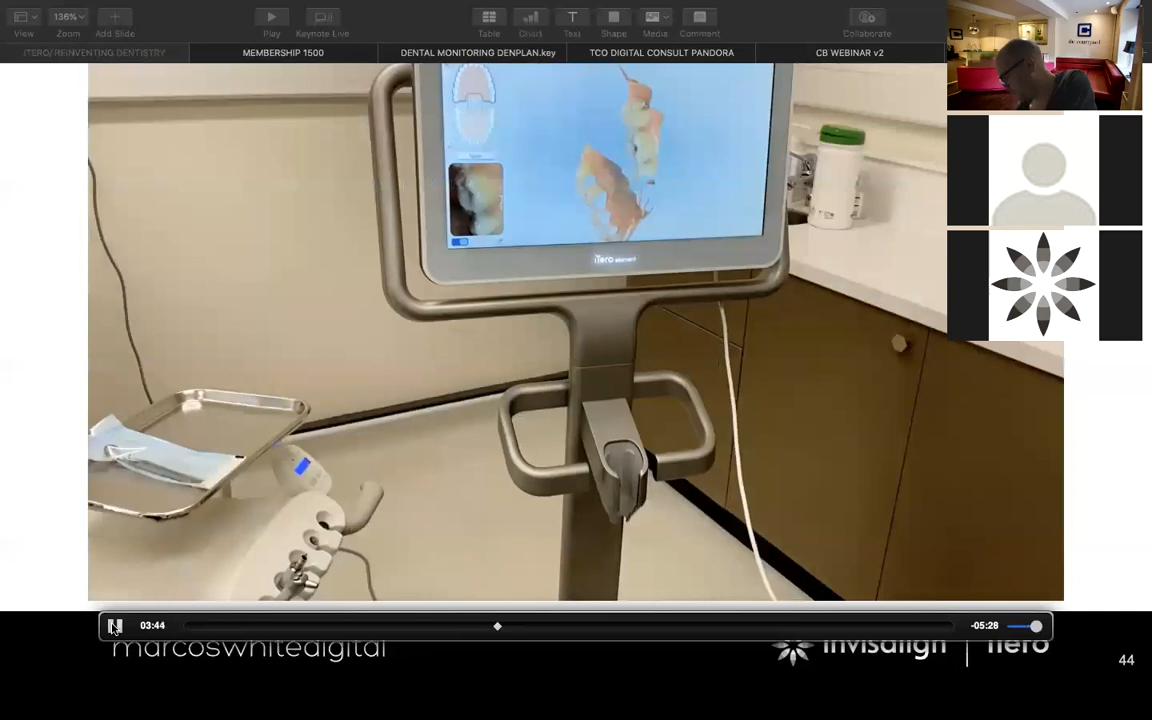 136%
View
Zoom
Add Slide
Play
Keynote Live
Table
Chart
Text
Shape
Media
Comment
Collaborate
ITERO/ REINVENTING DENTISTRY
MEMBERSHIP 1500
DENTAL MONITORING DENPLAN.key
TCO DIGITAL CONSULT PANDORA
CB WEBINAR v2
iTero element
03:44
-05:28
marcoswhitedigital
invisalign
iTero
44